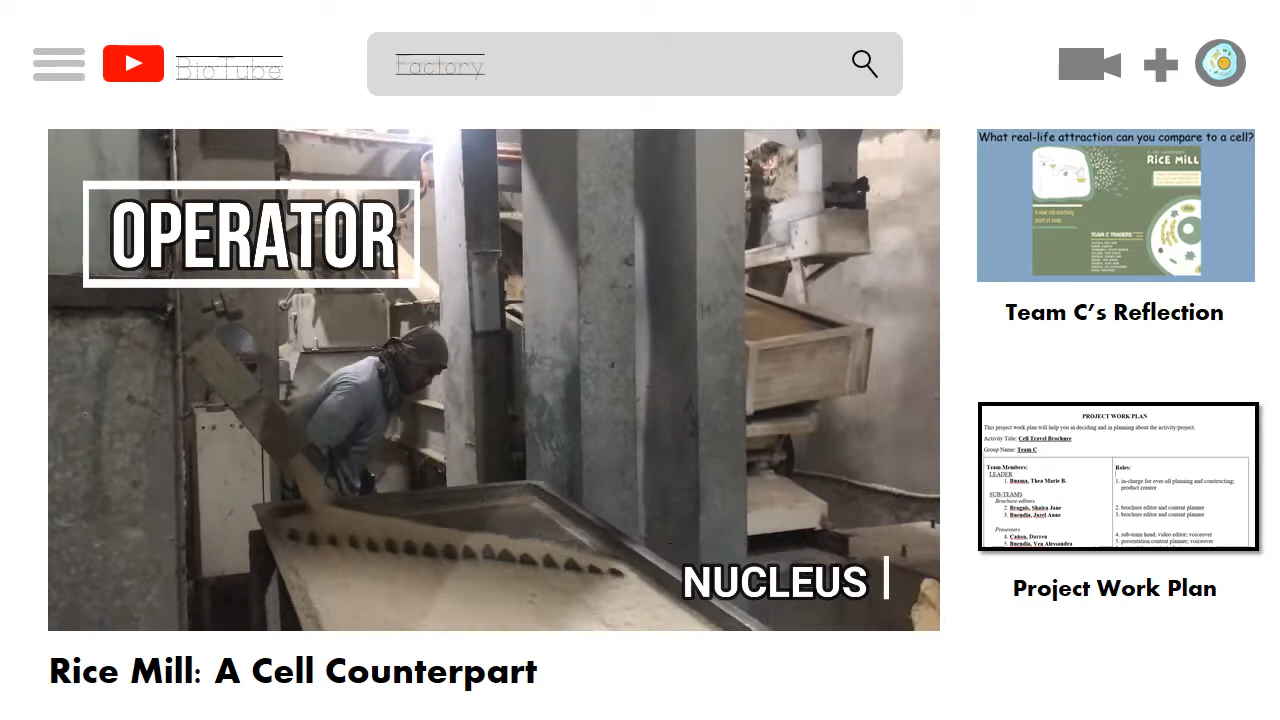 BioTube
Factory
OPERATOR
NUCLEUS
Rice Mill: A Cell Counterpart
What real-life attraction can you compare to a cell?
RICE MILL
TEAM C TRADERS
Team C's Reflection
PROJECT WORK PLAN
This project work plan will help you in deciding and in planning about the activity/project.
Activity Title: Cell Travel Brochure
Group Name: Team C
Team Members:
LEADER
1. Buama, Thea Marie B.
SUB-TEAMS
Brochure editors
2. Bragais, Shaira Jane
3. Buendia, Jazel Anne
Presenters
4. Canon, Darren
5. Buendia, Vea Alessandra
Roles:
1. in-charge for over-all planning and constructing;
product creator
2. brochure editor and content planner
3. brochure editor and content planner
4. sub-team head; video editor; voiceover
5. presentation content planner; voiceover
Project Work Plan